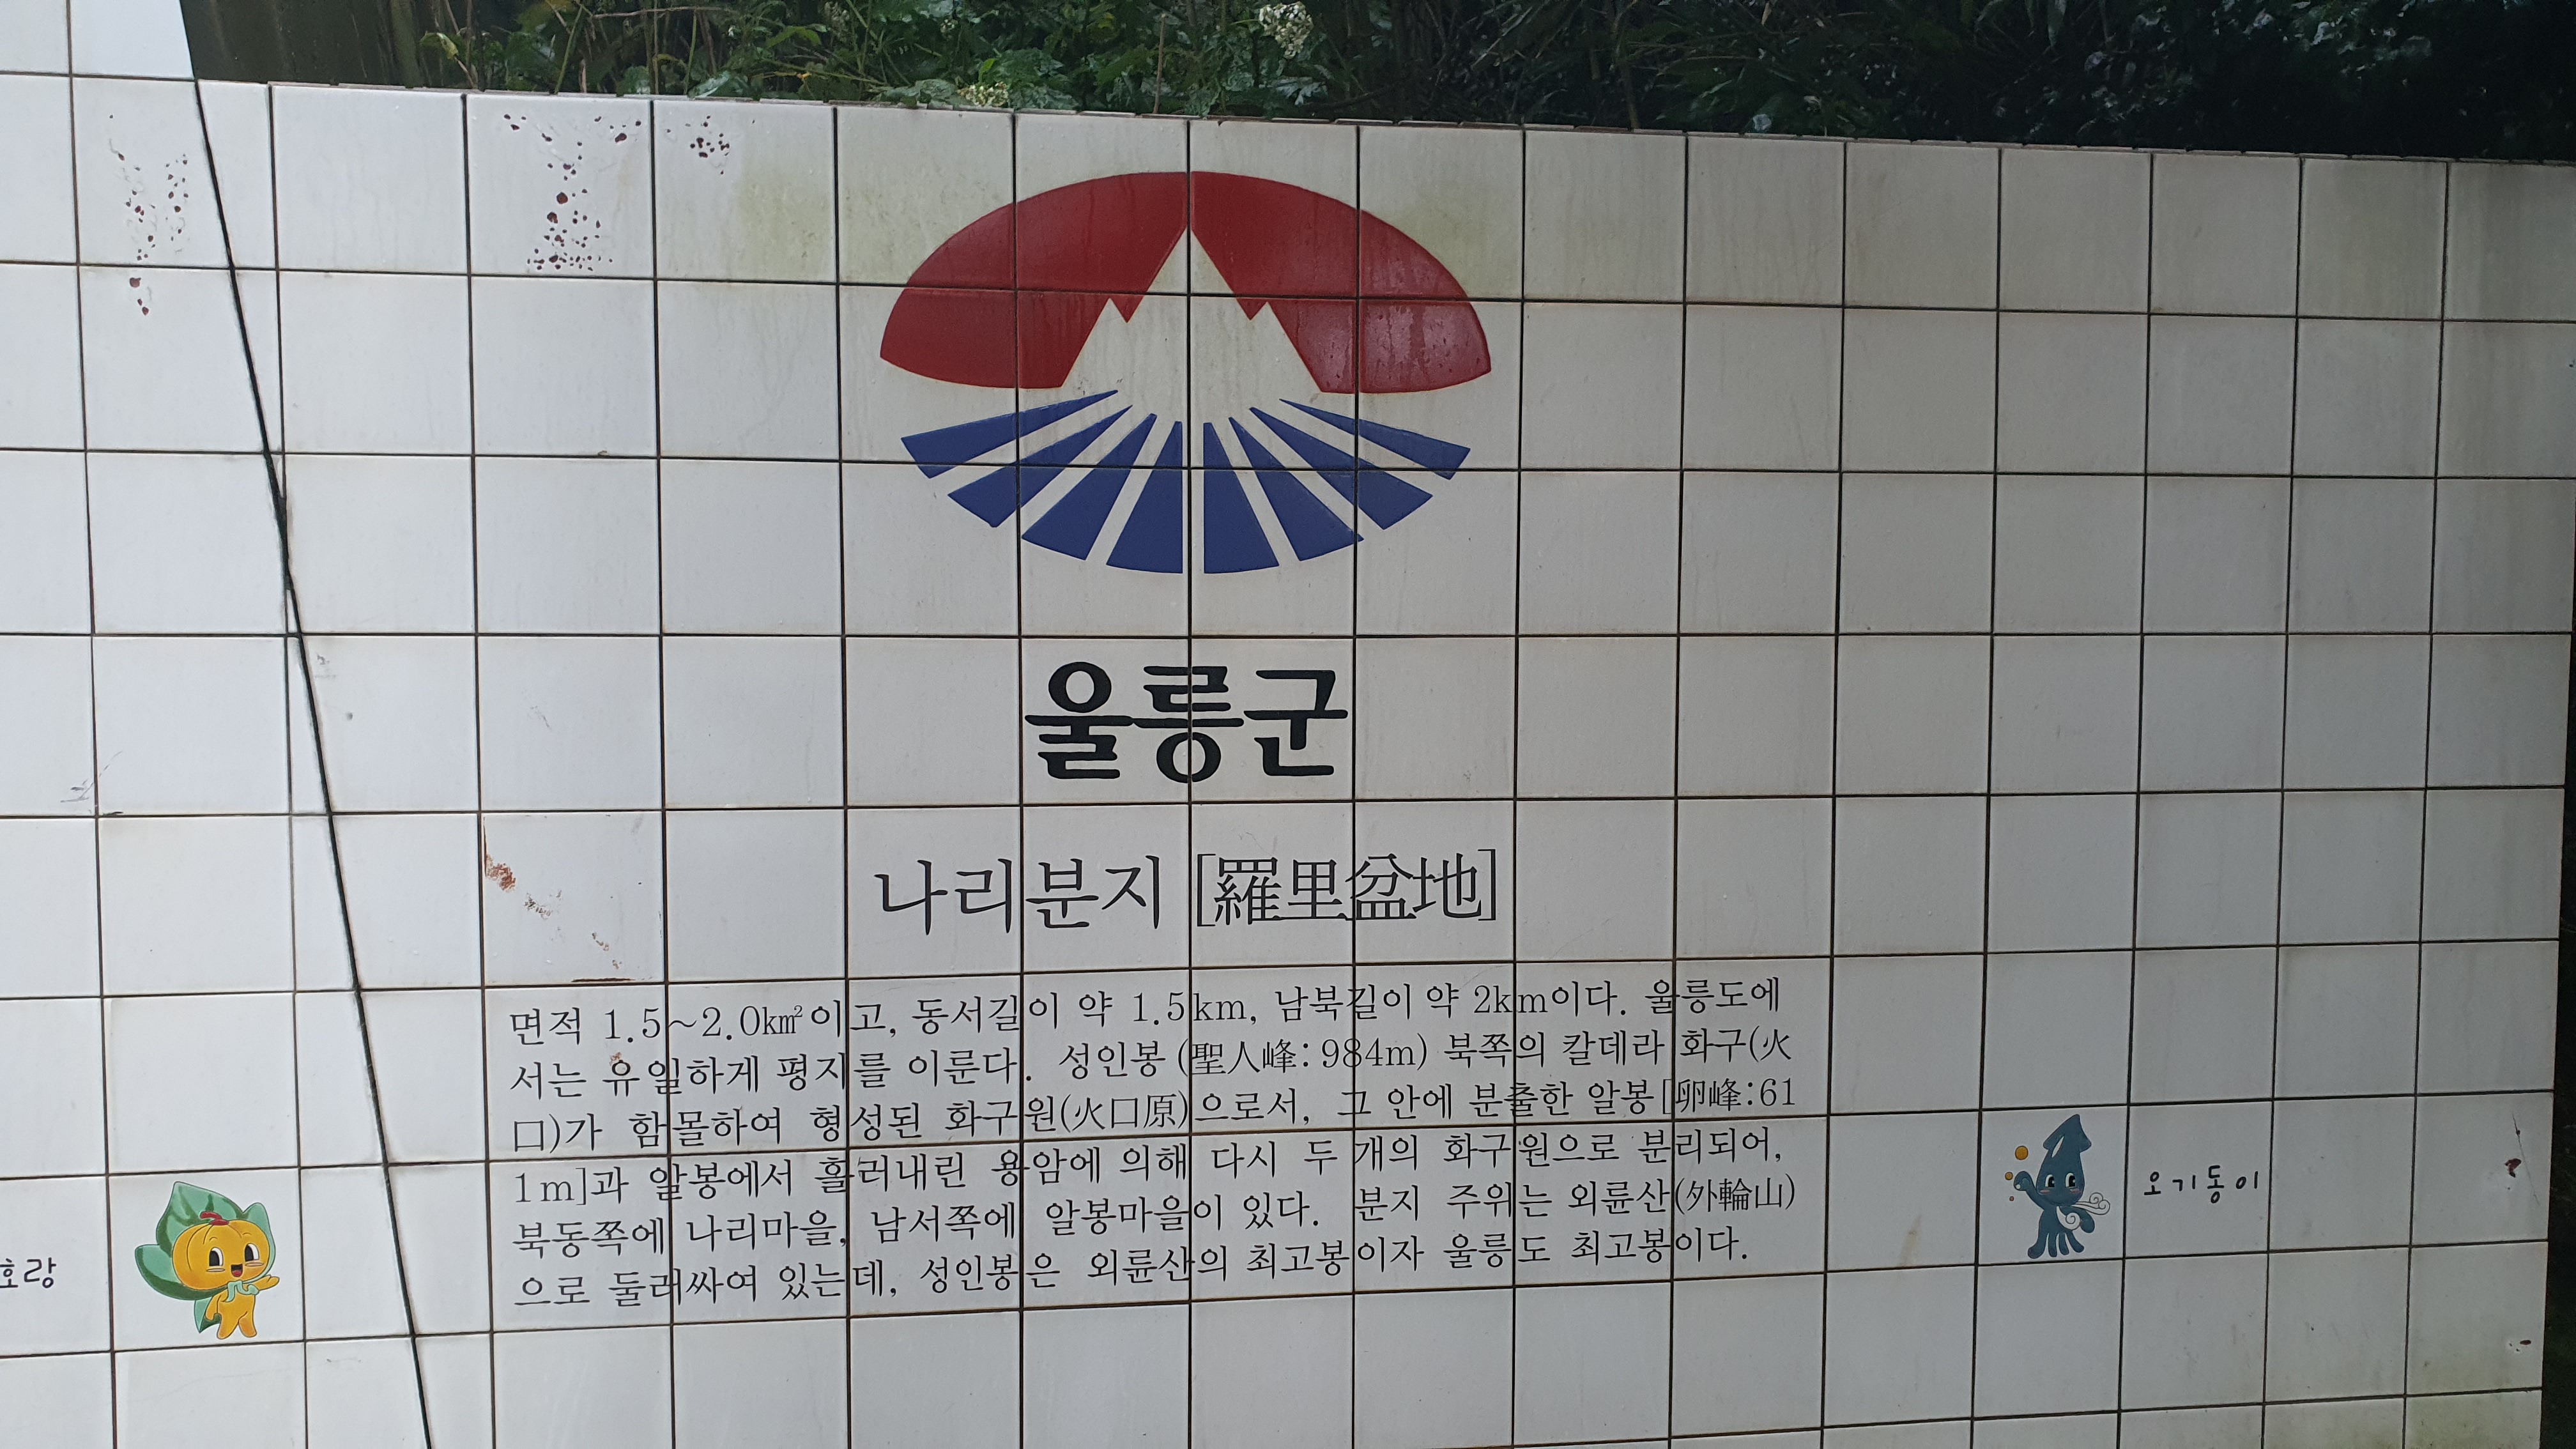 울릉군
나리분지 [羅里盆地]
면적 1.5~2.0㎢이고, 동서길이 약 1.5km, 남북길이 약 2km이다. 울릉도에
서는 유일하게 평지를 이룬다. 성인봉(聖人峰: 984m) 북쪽의 칼데라 화구(火
口)가 함몰하여 형성된 화구원(火口原)으로서, 그 안에 분출한 알봉[卵峰:61
1m]과 알봉에서 흘러내린 용암에 의해 다시 두 개의 화구원으로 분리되어,
북동쪽에 나리마을, 남서쪽에 알봉마을이 있다. 분지 주위는 외륜산(外輪山)
으로 둘래싸여 있는데, 성인봉은 외륜산의 최고봉이자 울릉도 최고봉이다.
호랑
오기동이